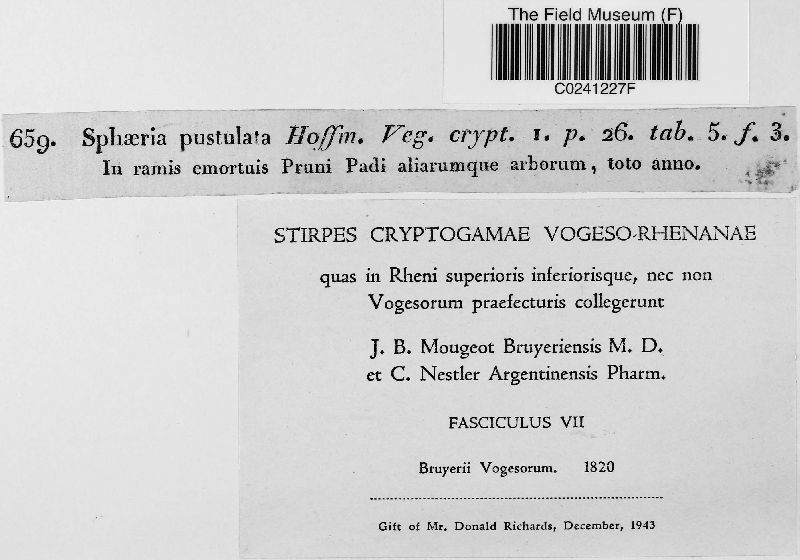 The Field Museum (F)
C0241227F
659. Sphæria pustulata Hoffm. Veg. crypt. 1. p. 26. tab. 5. f. 3.
In ramis emortuis Pruni Padi aliarumque arborum, toto anno.
STIRPES CRYPTOGAMAE VOGESO-RHENANAE
quas in Rheni superioris inferiorisque, nec non
Vogesorum praefecturis collegerunt
J. B. Mougeot Bruyeriensis M. D.
et C. Nestler Argentinensis Pharm.
FASCICULUS VII
Bruyerii Vogesorum. 1820
Gift of Mr. Donald Richards, December, 1943